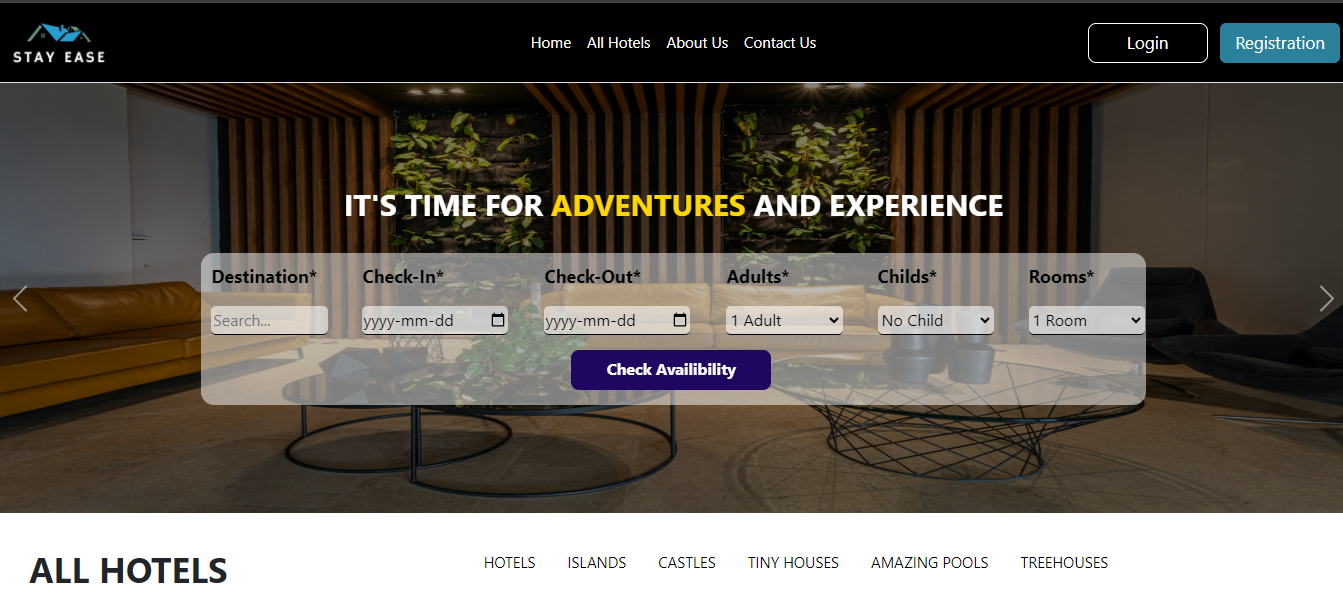 STAY EASE
Home All Hotels About Us Contact Us
Login Registration
IT'S TIME FOR ADVENTURES AND EXPERIENCE
Destination* Check-In* Check-Out* Adults* Childs* Rooms*
Search... yyyy-mm-dd yyyy-mm-dd 1 Adult No Child 1 Room
Check Availibility
ALL HOTELS
HOTELS ISLANDS CASTLES TINY HOUSES AMAZING POOLS TREEHOUSES